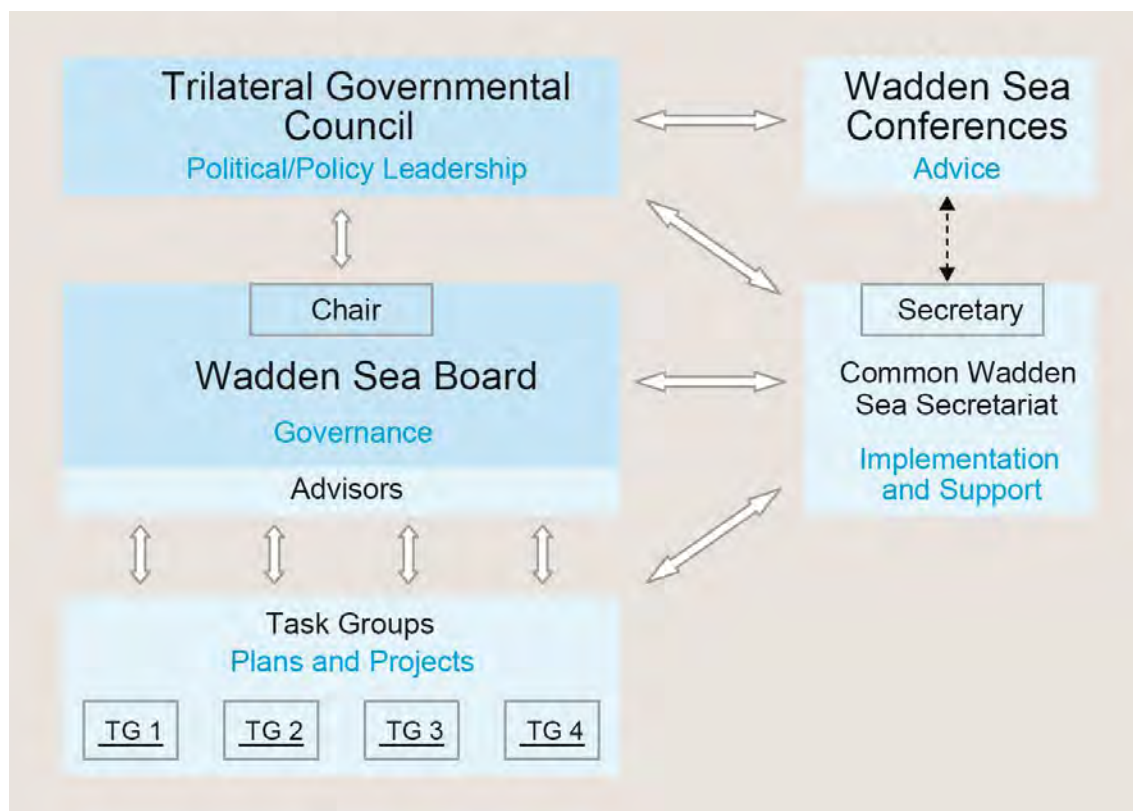 Trilateral Governmental
Council
Political/Policy Leadership
Wadden Sea
Conferences
Advice
Chair
Wadden Sea Board
Governance
Advisors
Secretary
Common Wadden
Sea Secretariat
Implementation
and Support
Task Groups
Plans and Projects
TG 1
TG 2
TG 3
TG 4